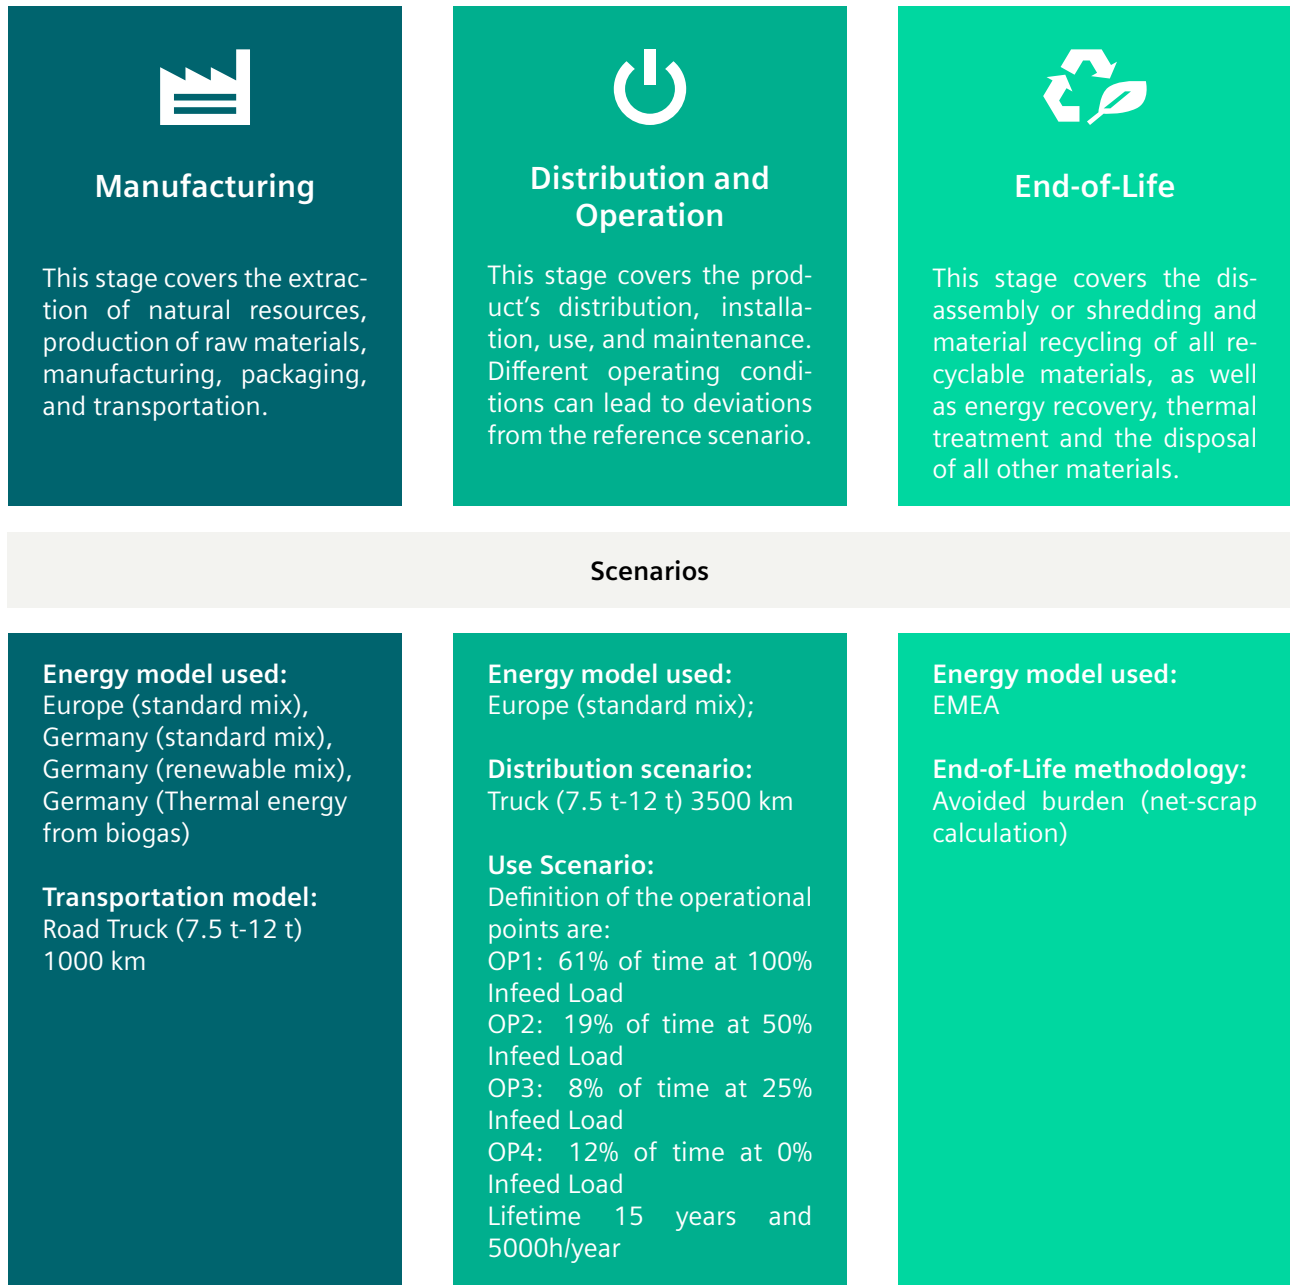 Manufacturing
This stage covers the extrac-
tion of natural resources,
production of raw materials,
manufacturing, packaging,
and transportation.
Distribution and
Operation
This stage covers the prod-
uct's distribution, installa-
tion, use, and maintenance.
Different operating condi-
tions can lead to deviations
from the reference scenario.
End-of-Life
This stage covers the dis-
assembly or shredding and
material recycling of all re-
cyclable materials, as well
as energy recovery, thermal
treatment and the disposal
of all other materials.
Scenarios
Energy model used:
Europe (standard mix),
Germany (standard mix),
Germany (renewable mix),
Germany (Thermal energy
from biogas)
Transportation model:
Road Truck (7.5 t-12 t)
1000 km
Energy model used:
Europe (standard mix);
Distribution scenario:
Truck (7.5 t-12 t) 3500 km
Use Scenario:
Definition of the operational
points are:
OP1: 61% of time at 100%
Infeed Load
OP2: 19% of time at 50%
Infeed Load
OP3: 8% of time at 25%
Infeed Load
OP4: 12% of time at 0%
Infeed Load
Lifetime 15 years and
5000h/year
Energy model used:
EMEA
End-of-Life methodology:
Avoided burden (net-scrap
calculation)